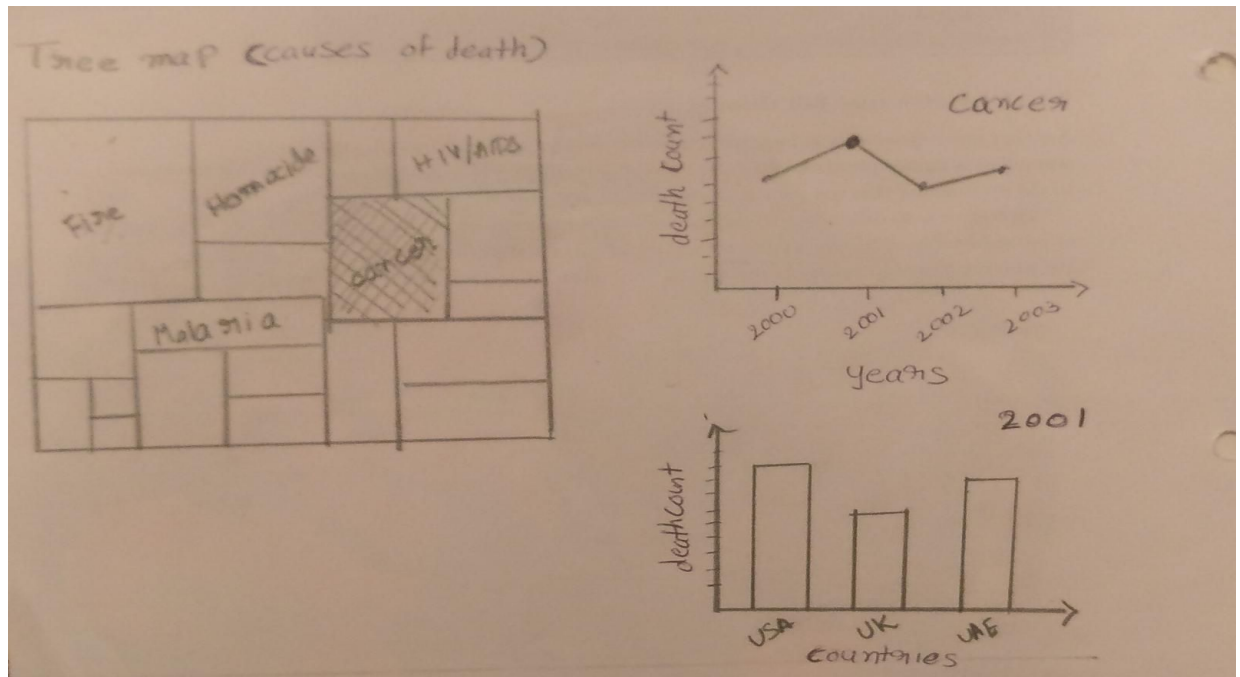 Tree map (causes of death)
Fire
Homacide
HIV/AIDS
cancer
Malaria
Cancer
death count
2000
2001
2002
2003
years
2001
deathcount
USA
UK
UAE
countries